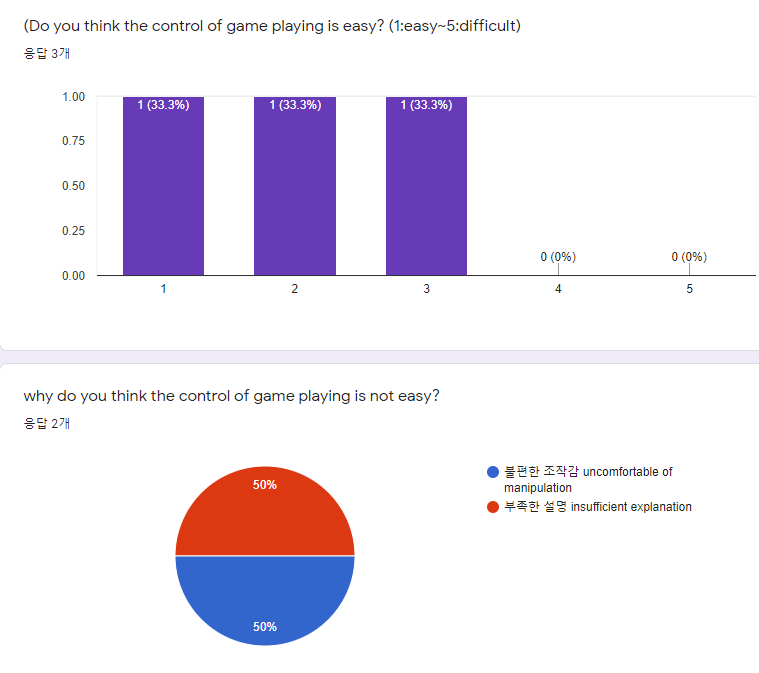 (Do you think the control of game playing is easy? (1:easy~5:difficult)
응답 3개
1.00
0.75
0.50
0.25
0.00
1 (33.3%)
1 (33.3%)
1 (33.3%)
0 (0%)
0 (0%)
1
2
3
4
5
why do you think the control of game playing is not easy?
응답 2개
50%
50%
불편한 조작감 uncomfortable of
manipulation
부족한 설명 insufficient explanation